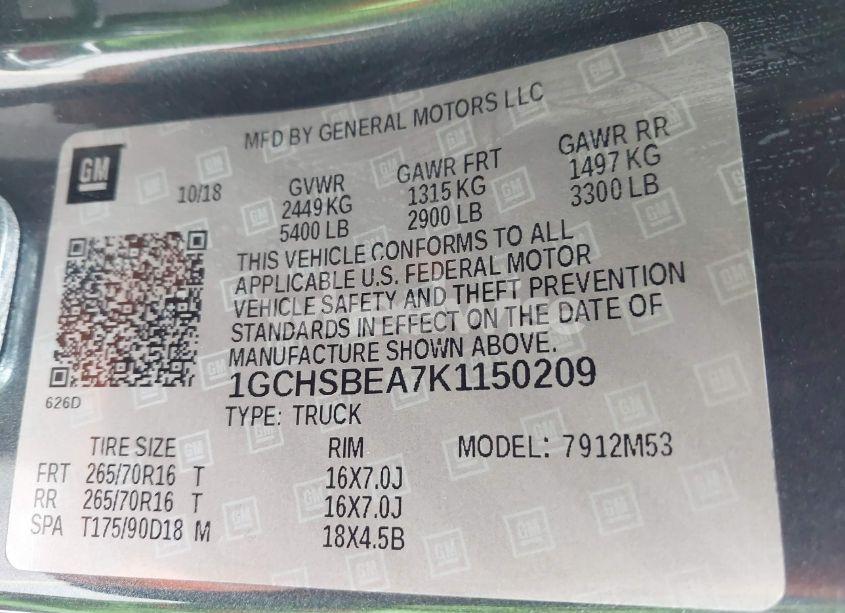 MFD BY GENERAL MOTORS LLC
GM
10/18
GVWR GAWR FRT GAWR RR
2449 KG 1315 KG 1497 KG
5400 LB 2900 LB 3300 LB
THIS VEHICLE CONFORMS TO ALL
APPLICABLE U.S. FEDERAL MOTOR
VEHICLE SAFETY AND THEFT PREVENTION
STANDARDS IN EFFECT ON THE DATE OF
MANUFACTURE SHOWN ABOVE.
1GCHSBEA7K1150209
626D
TYPE: TRUCK
TIRE SIZE RIM MODEL: 7912M53
FRT 265/70R16 T 16X7.0J
RR 265/70R16 T 16X7.0J
SPA T175/90D18 M 18X4.5B